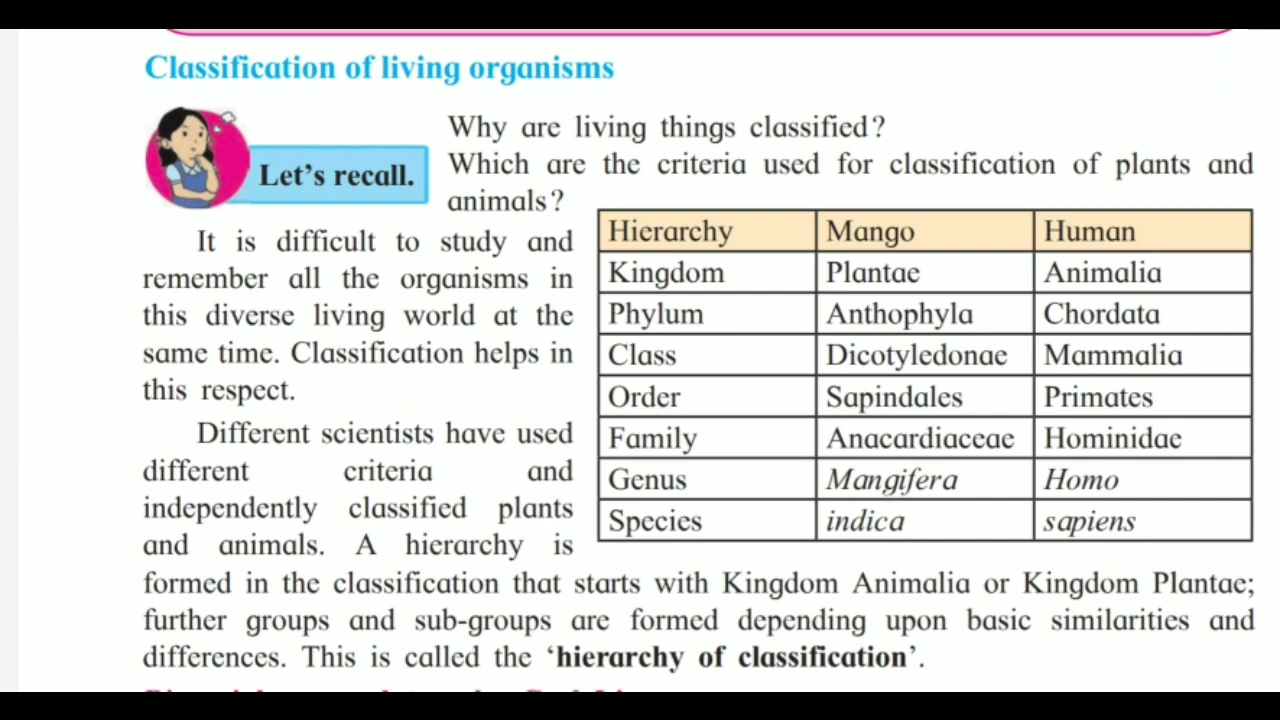 Classification of living organisms
Let's recall.
Why are living things classified?
Which are the criteria used for classification of plants and
animals?
It is difficult to study and
remember all the organisms in
this diverse living world at the
same time. Classification helps in
this respect.
Different scientists have used
different criteria and
independently classified plants
and animals. A hierarchy is
Hierarchy Mango Human
Kingdom Plantae Animalia
Phylum Anthophyla Chordata
Class Dicotyledonae Mammalia
Order Sapindales Primates
Family Anacardiaceae Hominidae
Genus Mangifera Homo
Species indica sapiens
formed in the classification that starts with Kingdom Animalia or Kingdom Plantae;
further groups and sub-groups are formed depending upon basic similarities and
differences. This is called the ‘hierarchy of classification’.